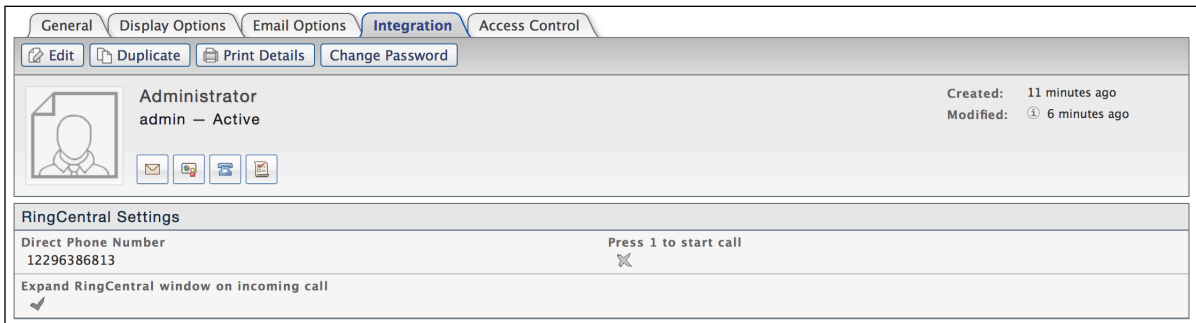 General Display Options Email Options Integration Access Control
Edit Duplicate Print Details Change Password
Administrator
admin — Active
Created: 11 minutes ago
Modified: 6 minutes ago
RingCentral Settings
Direct Phone Number Press 1 to start call
12296386813
Expand RingCentral window on incoming call